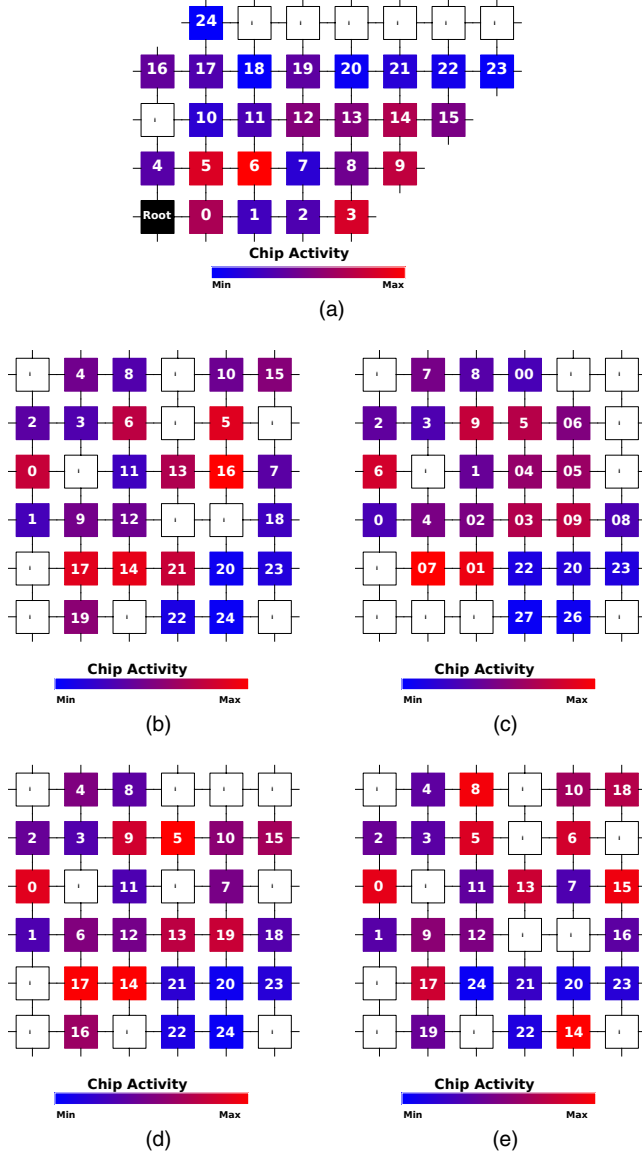 24
16 17 18 19 20 21 22 23
10 11 12 13 14 15
4 5 6 7 8 9
Root 0 1 2 3
Chip Activity
Min Max
(a)
4 8 10 15
2 3 6 5
0 11 13 16 7
1 9 12 18
17 14 21 20 23
19 22 24
Chip Activity
Min Max
(b)
7 8 00
2 3 9 5 06
6 1 04 05
0 4 02 03 09 08
07 01 22 20 23
27 26
Chip Activity
Min Max
(c)
4 8
2 3 9 5 10 15
0 11 7
1 6 12 13 19 18
17 14 21 20 23
16 22 24
Chip Activity
Min Max
(d)
4 8 10 18
2 3 5 6
0 11 13 7 15
1 9 12 16
17 24 21 20 23
19 22 14
Chip Activity
Min Max
(e)